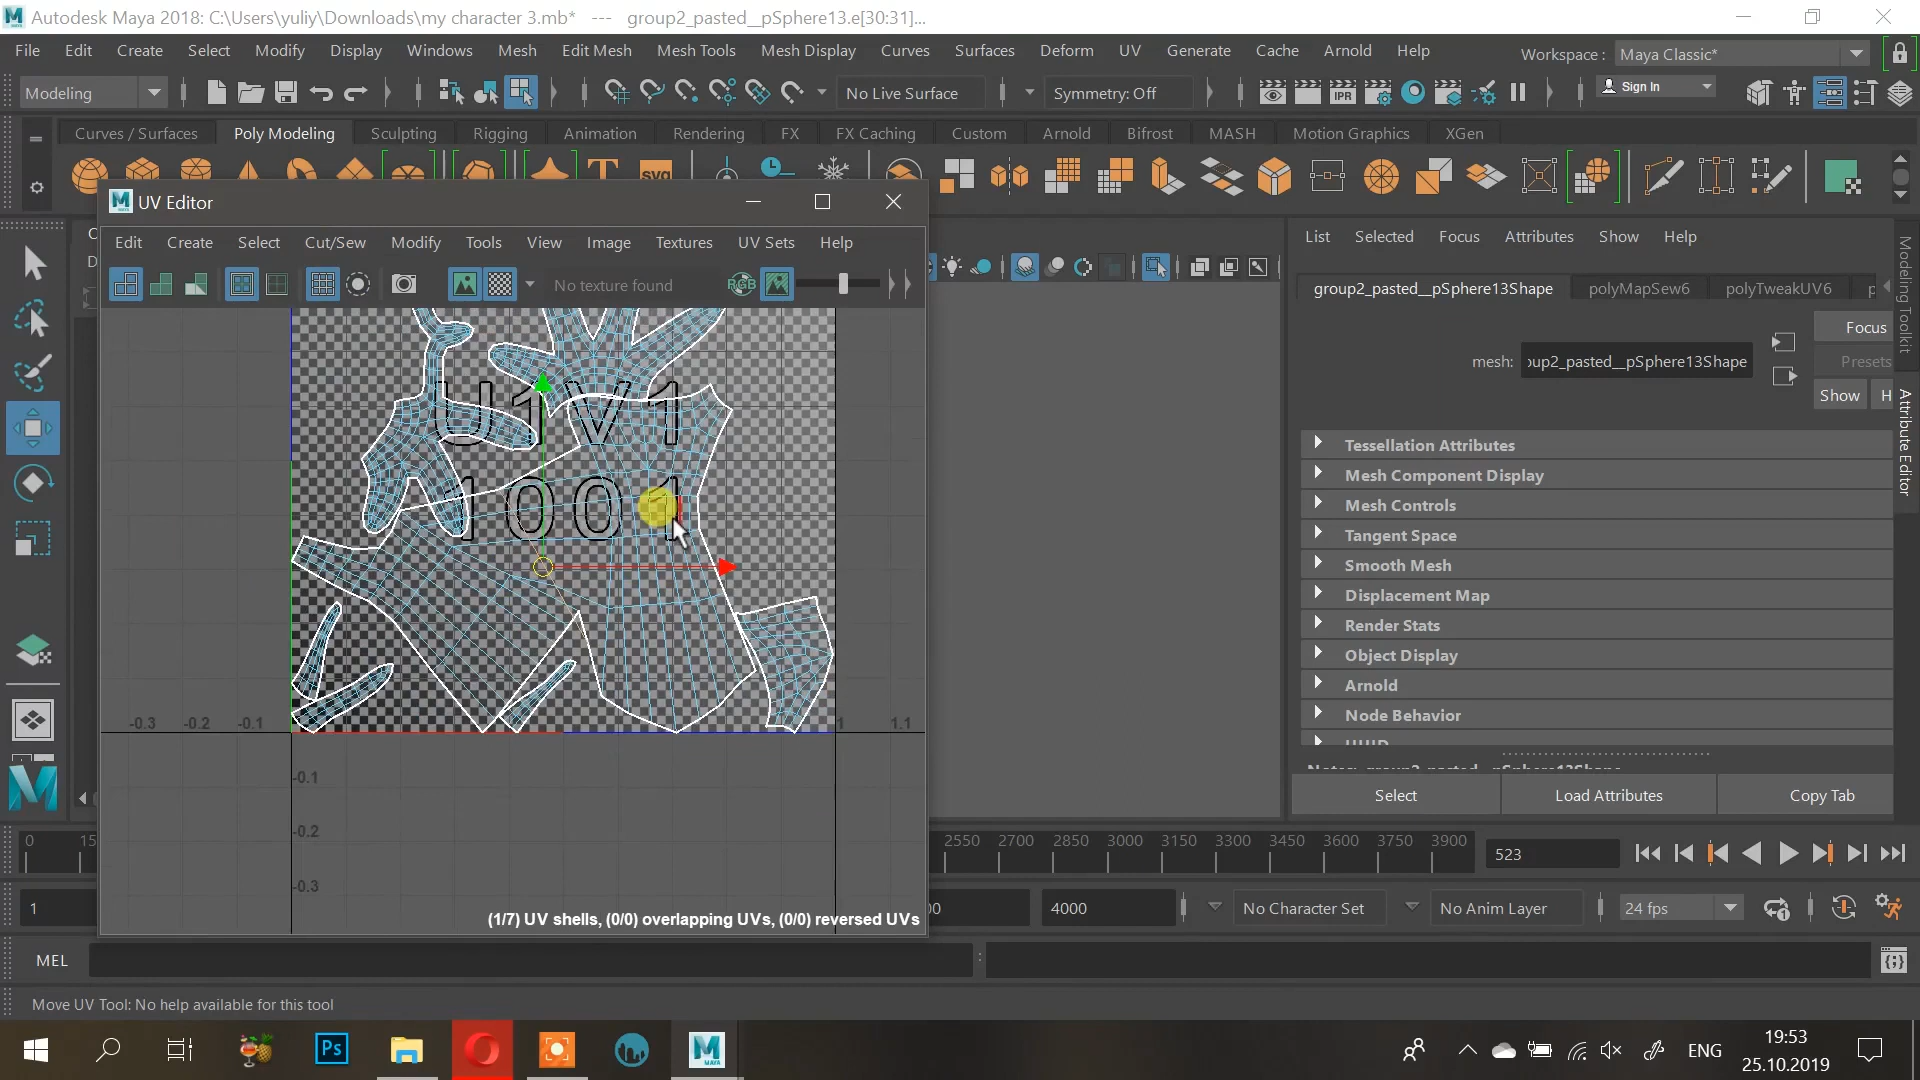 Autodesk Maya 2018: C:\Users\yuliy\Downloads\my character 3.mb* --- group2_pasted__pSphere13.e[30:31]...
File Edit Create Select Modify Display Windows Mesh Edit Mesh Mesh Tools Mesh Display Curves Surfaces Deform UV Generate Cache Arnold Help Workspace : Maya Classic*
Modeling No Live Surface Symmetry: Off IPR Sign In
Curves / Surfaces Poly Modeling Sculpting Rigging Animation Rendering FX FX Caching Custom Arnold Bifrost MASH Motion Graphics XGen
svg
UV Editor
Edit Create Select Cut/Sew Modify Tools View Image Textures UV Sets Help
No texture found RGB
List Selected Focus Attributes Show Help
group2_pasted__pSphere13Shape polyMapSew6 polyTweakUV6
Focus
mesh: oup2_pasted__pSphere13Shape
Presets
Show H
U1V1
1001
Tessellation Attributes
Mesh Component Display
Mesh Controls
Tangent Space
Smooth Mesh
Displacement Map
Render Stats
Object Display
Arnold
Node Behavior
UUID
Notes: group2_pasted__pSphere13Shape
Select Load Attributes Copy Tab
Modeling Toolkit
Attribute Editor
-0.3 -0.2 -0.1 1 1.1
-0.1
-0.2
-0.3
(1/7) UV shells, (0/0) overlapping UVs, (0/0) reversed UVs
0 15 2550 2700 2850 3000 3150 3300 3450 3600 3750 3900 523
1 00 4000 No Character Set No Anim Layer 24 fps
MEL
Move UV Tool: No help available for this tool
Ps MAYA ENG 19:53
25.10.2019